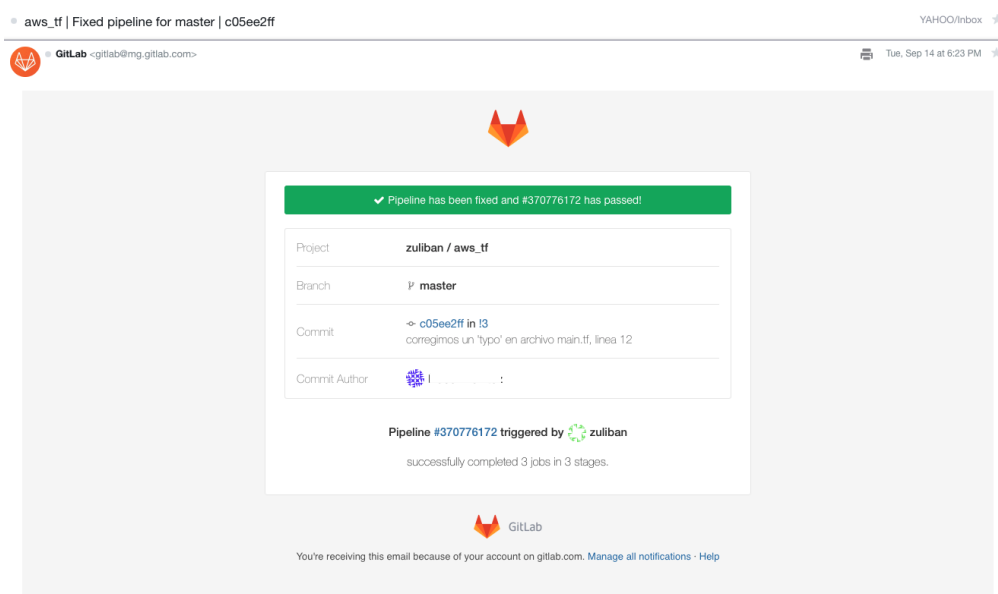 aws_tf | Fixed pipeline for master | c05ee2ff
YAHOO/Inbox
GitLab <gitlab@mg.gitlab.com>
Tue, Sep 14 at 6:23 PM
Pipeline has been fixed and #370776172 has passed!
Project zuliban / aws_tf
Branch master
Commit c05ee2ff in !3
corregimos un 'typo' en archivo main.tf, linea 12
Commit Author
Pipeline #370776172 triggered by zuliban
successfully completed 3 jobs in 3 stages.
GitLab
You're receiving this email because of your account on gitlab.com. Manage all notifications · Help